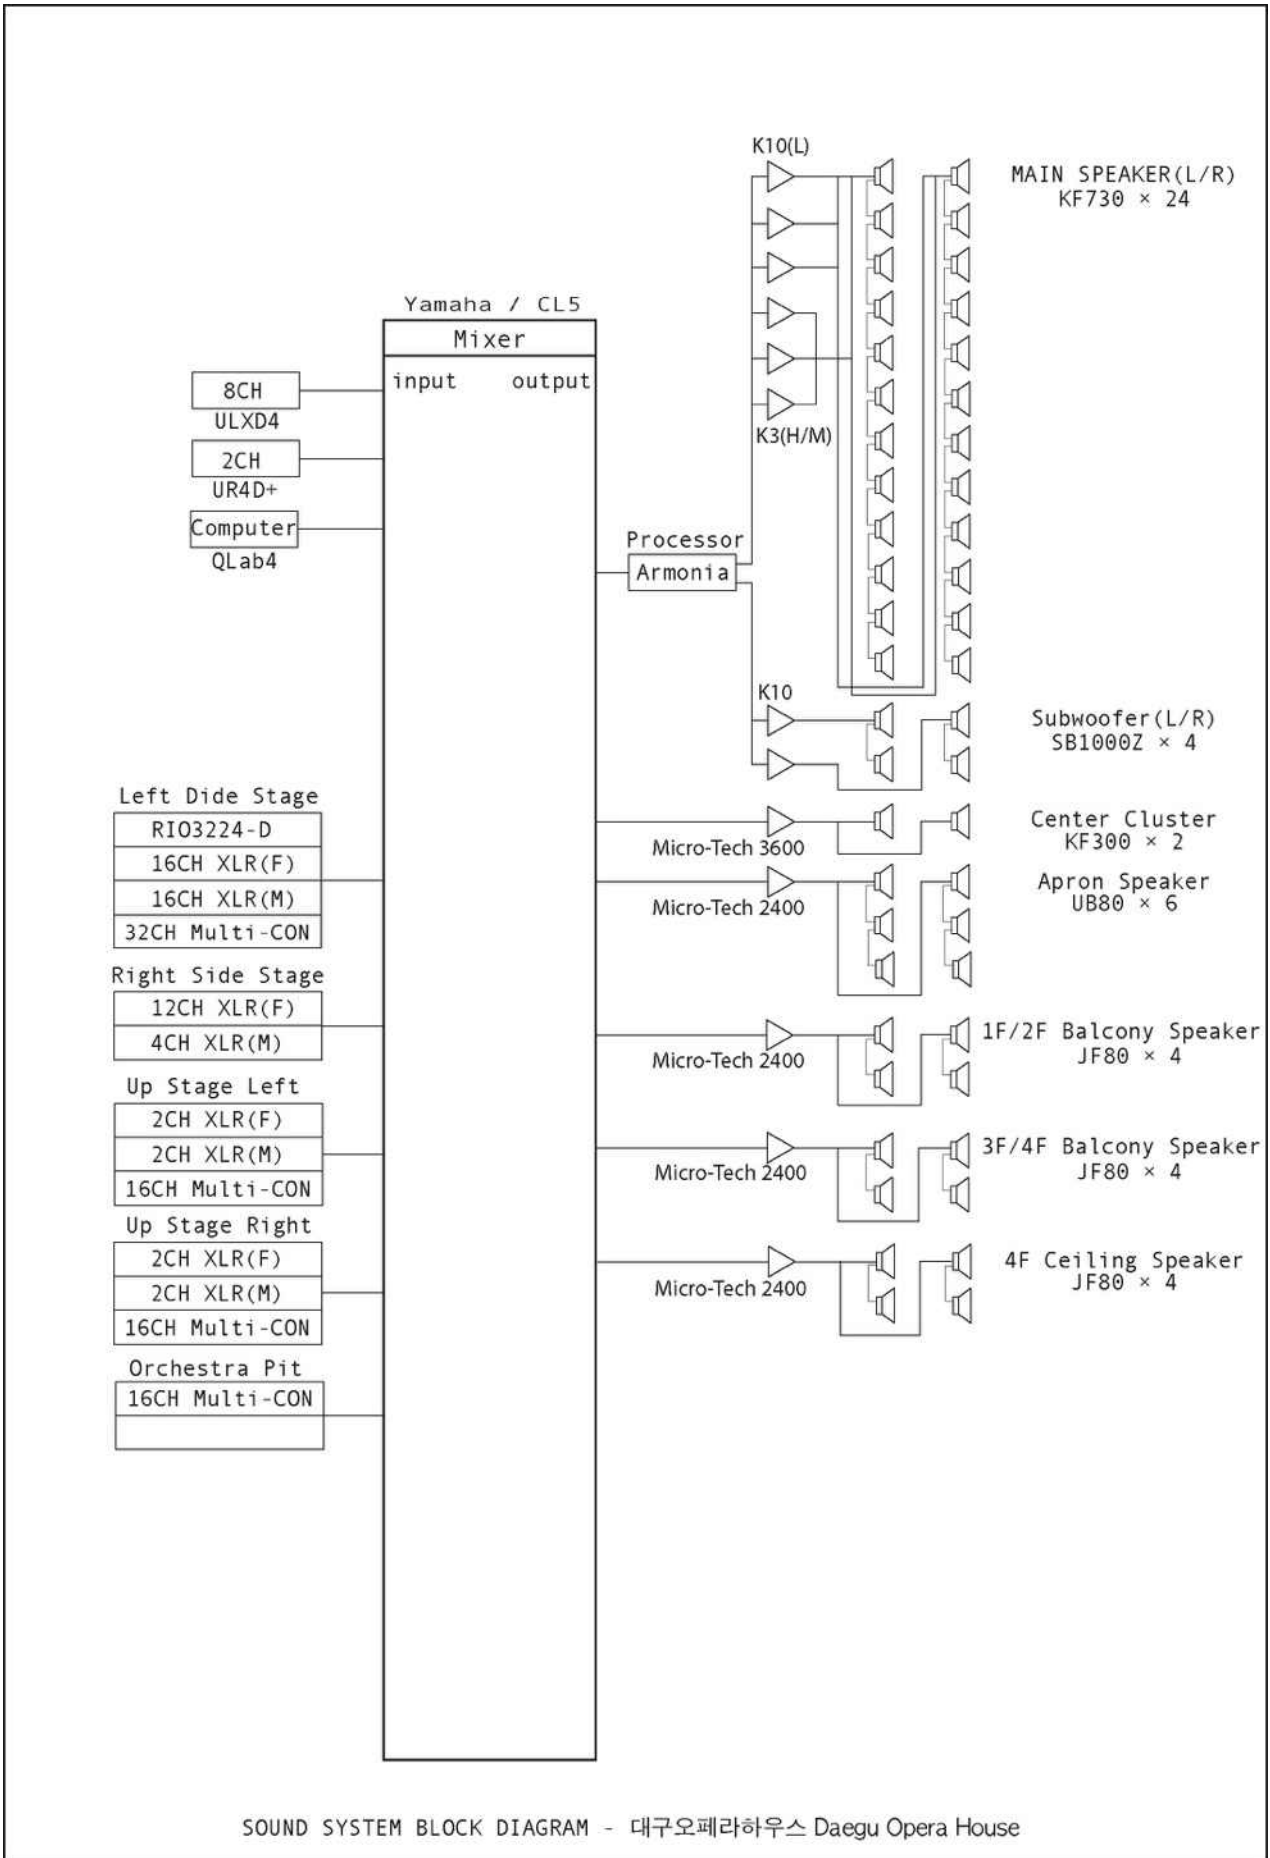 K10(L)
MAIN SPEAKER(L/R)
KF730 × 24
K3(H/M)
Yamaha / CL5
Mixer
input output
8CH
ULXD4
2CH
UR4D+
Computer
QLab4
Processor
Armonia
K10
Subwoofer(L/R)
SB1000Z × 4
Left Dide Stage
RIO3224-D
16CH XLR(F)
16CH XLR(M)
32CH Multi-CON
Micro-Tech 3600
Center Cluster
KF300 × 2
Micro-Tech 2400
Apron Speaker
UB80 × 6
Right Side Stage
12CH XLR(F)
4CH XLR(M)
Micro-Tech 2400
1F/2F Balcony Speaker
JF80 × 4
Up Stage Left
2CH XLR(F)
2CH XLR(M)
16CH Multi-CON
Micro-Tech 2400
3F/4F Balcony Speaker
JF80 × 4
Up Stage Right
2CH XLR(F)
2CH XLR(M)
16CH Multi-CON
Micro-Tech 2400
4F Ceiling Speaker
JF80 × 4
Orchestra Pit
16CH Multi-CON
SOUND SYSTEM BLOCK DIAGRAM - 대구오페라하우스 Daegu Opera House